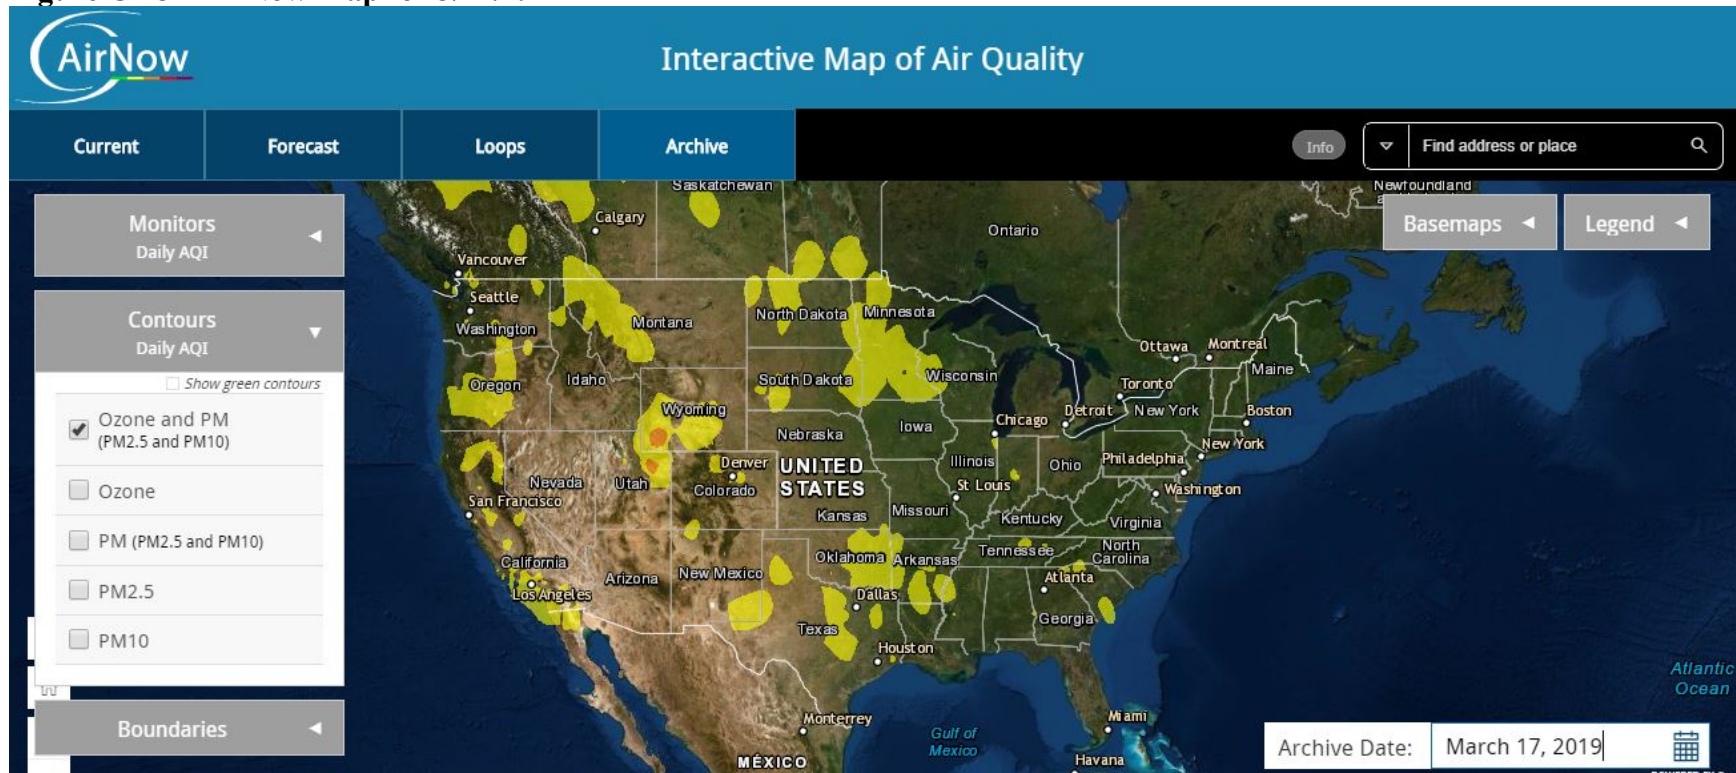 AirNow
Interactive Map of Air Quality
Current
Forecast
Loops
Archive
Info
Find address or place
Monitors
Daily AQI
Contours
Daily AQI
Show green contours
Ozone and PM
(PM2.5 and PM10)
Ozone
PM (PM2.5 and PM10)
PM2.5
PM10
Boundaries
Basemaps
Legend
Saskatchewan
Newfoundland
Calgary
Ontario
Vancouver
Seattle
Washington
Montana
North Dakota
Minnesota
Ottawa
Montreal
Maine
Oregon
Idaho
South Dakota
Wisconsin
Toronto
Wyoming
Detroit
New York
Boston
Chicago
Iowa
Nebraska
New York
Philadelphia
Denver
UNITED
STATES
Illinois
Ohio
Nevada
Utah
Colorado
St Louis
Washington
San Francisco
Kansas
Missouri
Kentucky
Virginia
California
Oklahoma
Arkansas
Tennessee
North
Carolina
Los Angeles
Arizona
New Mexico
Atlanta
Dallas
Georgia
Texas
Houston
Atlantic
Ocean
Monterrey
Gulf of
Mexico
Miami
MÉXICO
Havana
Archive Date:
March 17, 2019